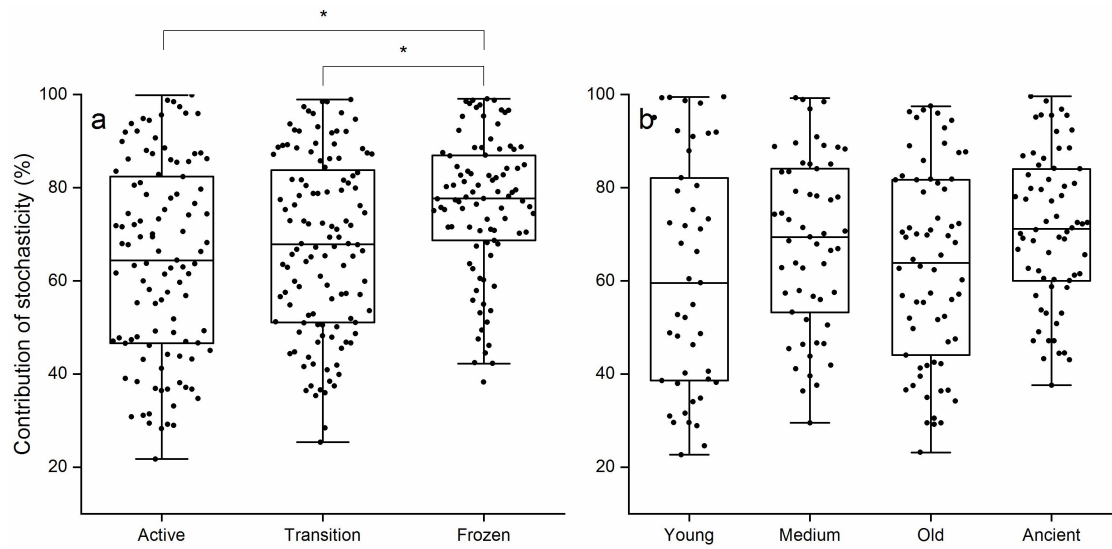 *
*
a
b
Contribution of stochasticity (%)
100
80
60
40
20
Active Transition Frozen
100
80
60
40
20
Young Medium Old Ancient